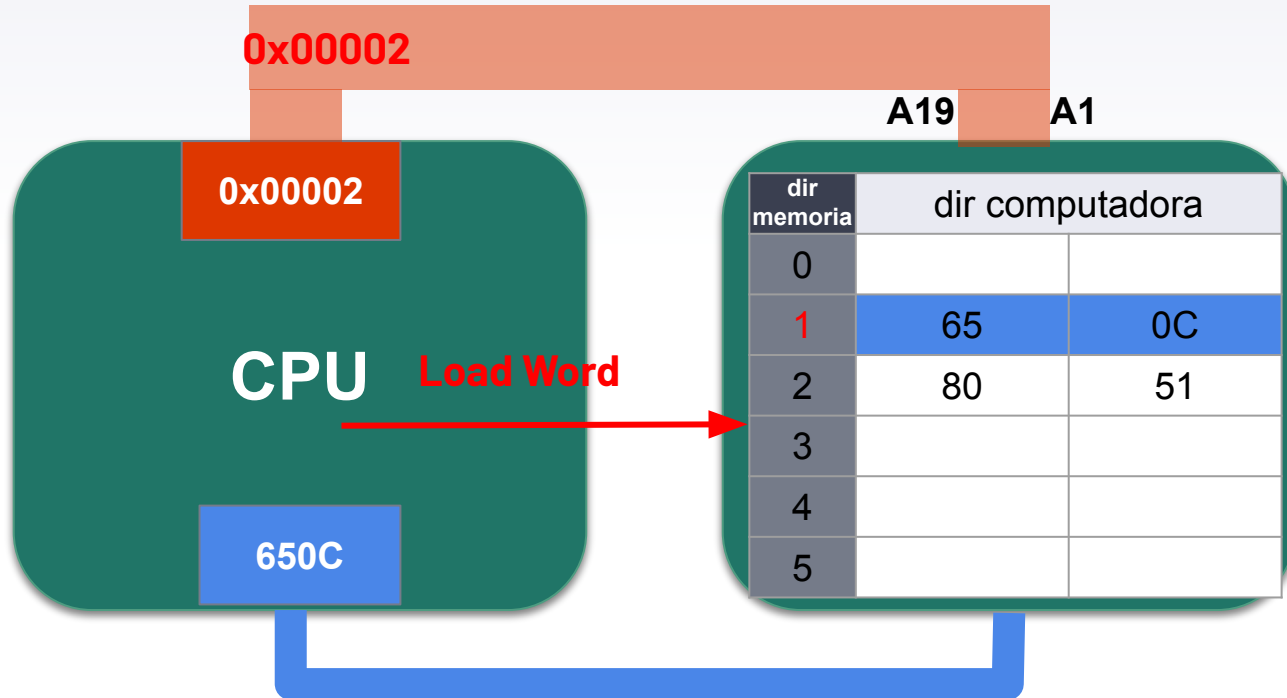 0x00002
A19 A1
0x00002
CPU
Load Word
650C
dir memoria dir computadora
0
1 65 0C
2 80 51
3
4
5